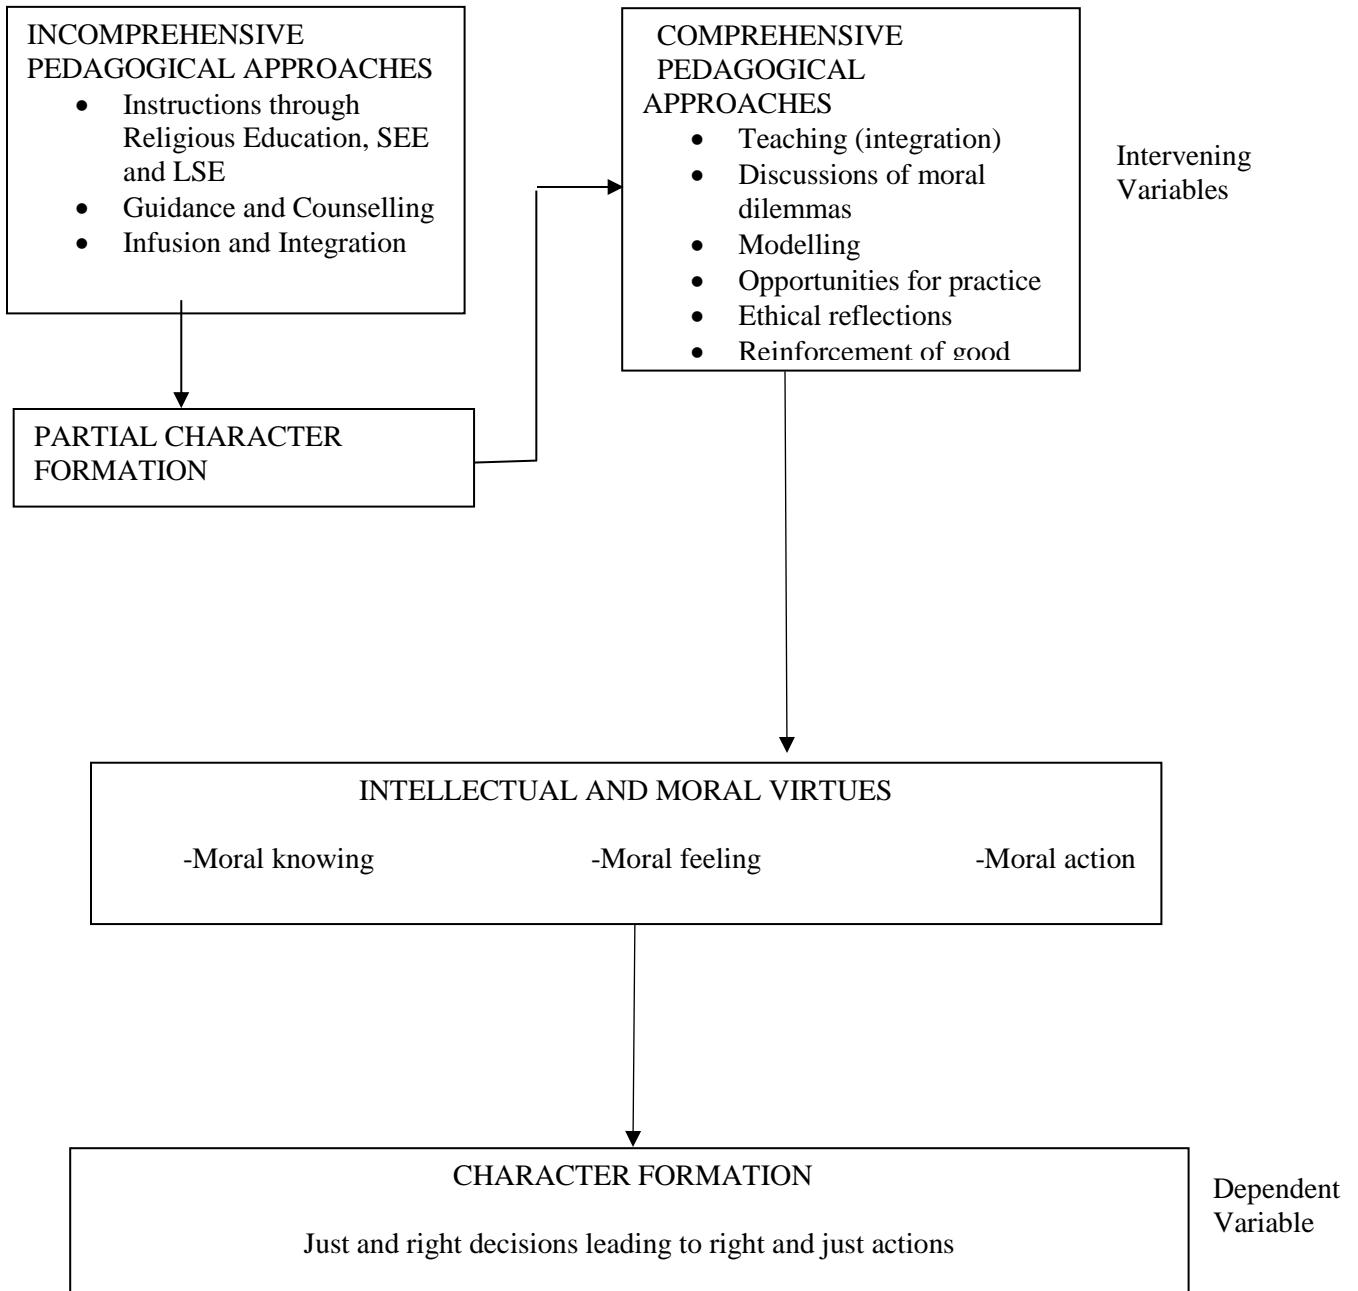 INCOMPREHENSIVE
PEDAGOGICAL APPROACHES
• Instructions through
Religious Education, SEE
and LSE
• Guidance and Counselling
• Infusion and Integration
COMPREHENSIVE
PEDAGOGICAL
APPROACHES
• Teaching (integration)
• Discussions of moral
dilemmas
• Modelling
• Opportunities for practice
• Ethical reflections
• Reinforcement of good
Intervening
Variables
PARTIAL CHARACTER
FORMATION
INTELLECTUAL AND MORAL VIRTUES
-Moral knowing -Moral feeling -Moral action
CHARACTER FORMATION
Just and right decisions leading to right and just actions
Dependent
Variable